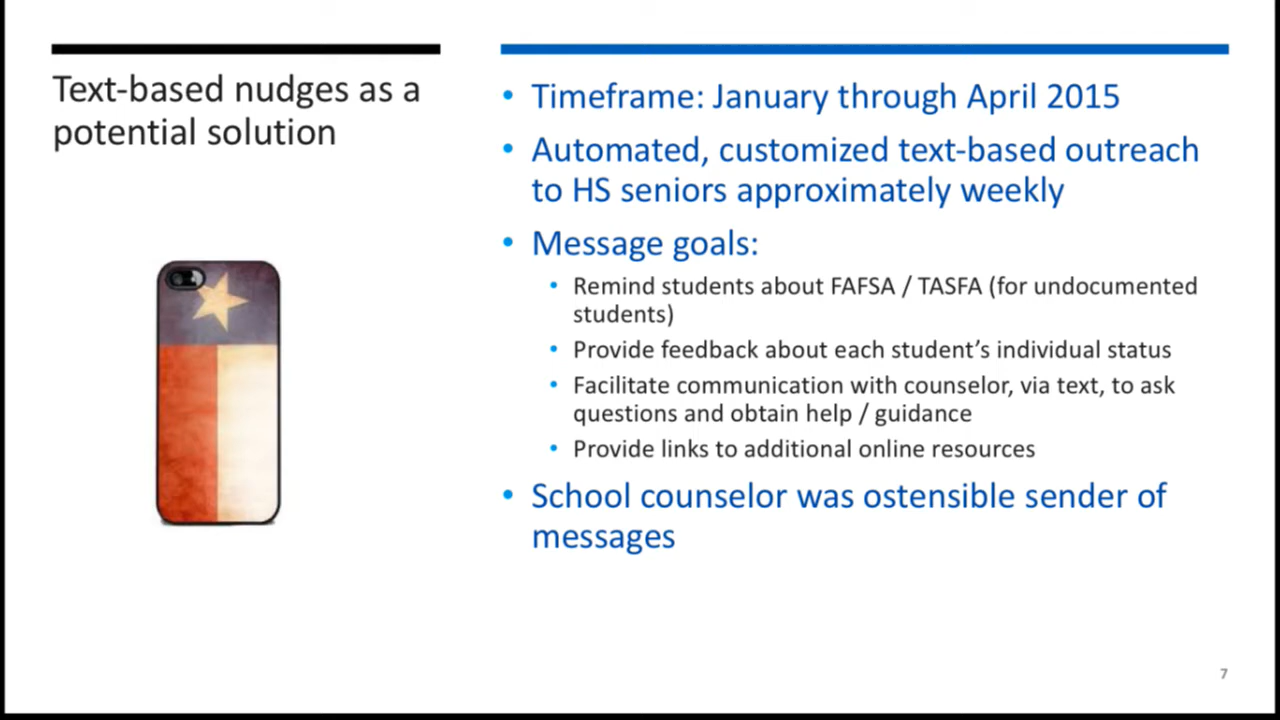 Text-based nudges as a
potential solution
• Timeframe: January through April 2015
• Automated, customized text-based outreach
to HS seniors approximately weekly
• Message goals:
• Remind students about FAFSA / TASFA (for undocumented
students)
• Provide feedback about each student’s individual status
• Facilitate communication with counselor, via text, to ask
questions and obtain help / guidance
• Provide links to additional online resources
• School counselor was ostensible sender of
messages
7